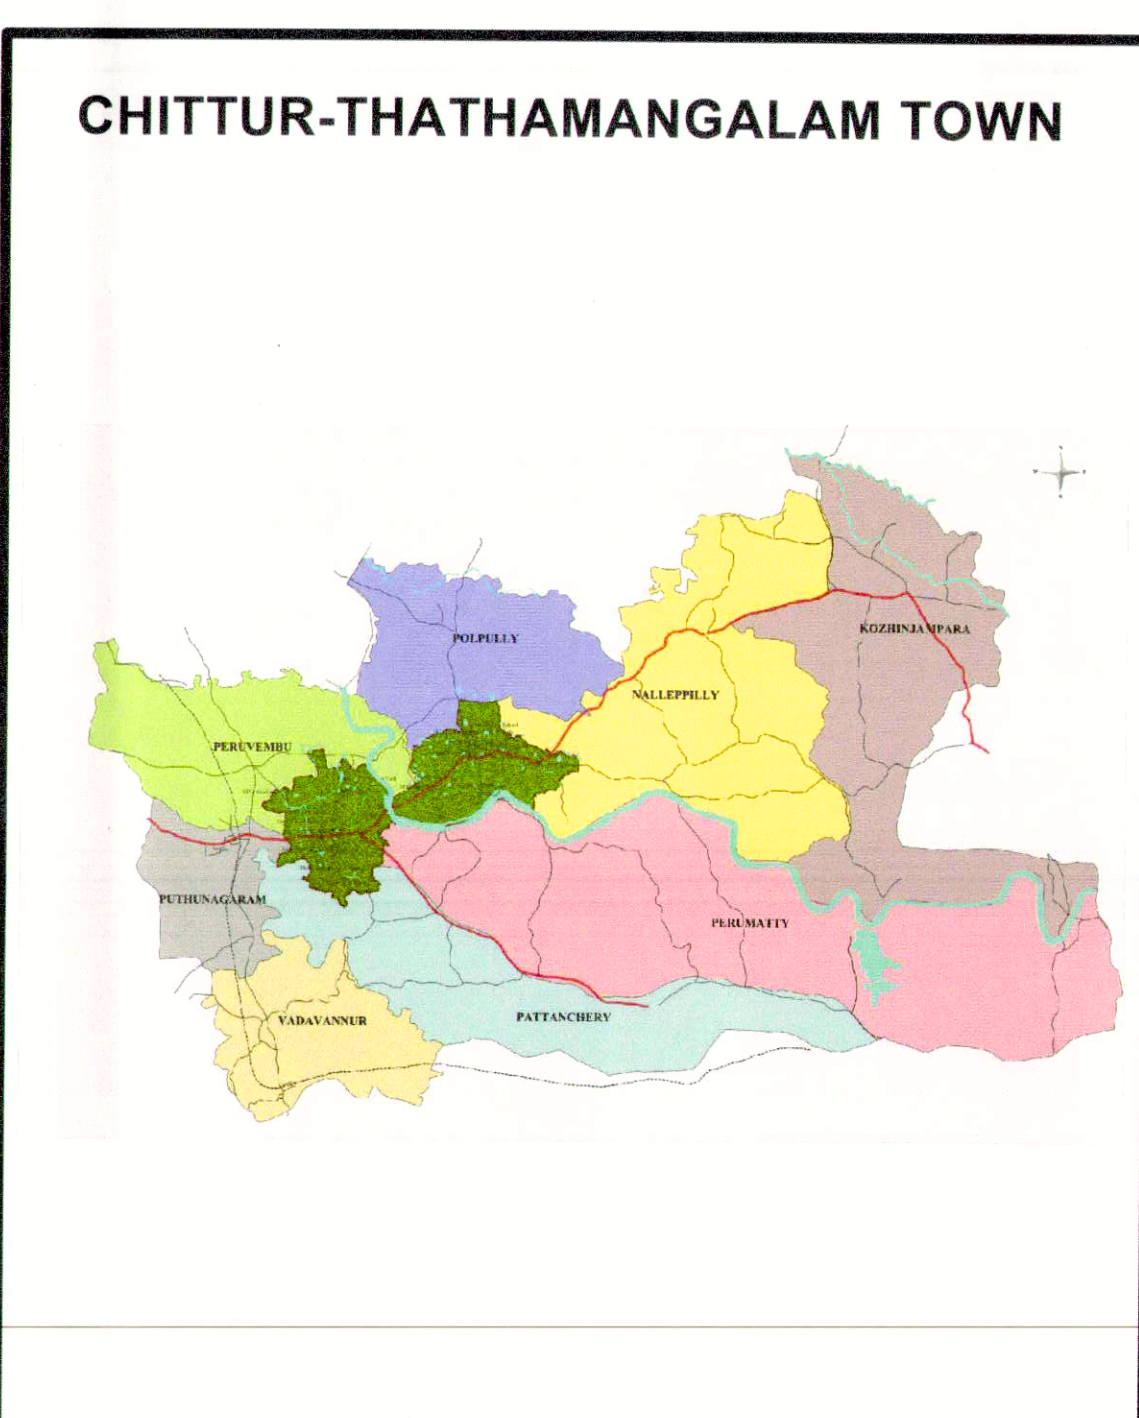 CHITTUR-THATHAMANGALAM TOWN
KOZHINJAMPARA
POLPULLY
NALLEPPILLY
PERUVEMBU
PUTHUNAGARAM
PERUMATTY
VADAVANNUR
PATTANCHERY